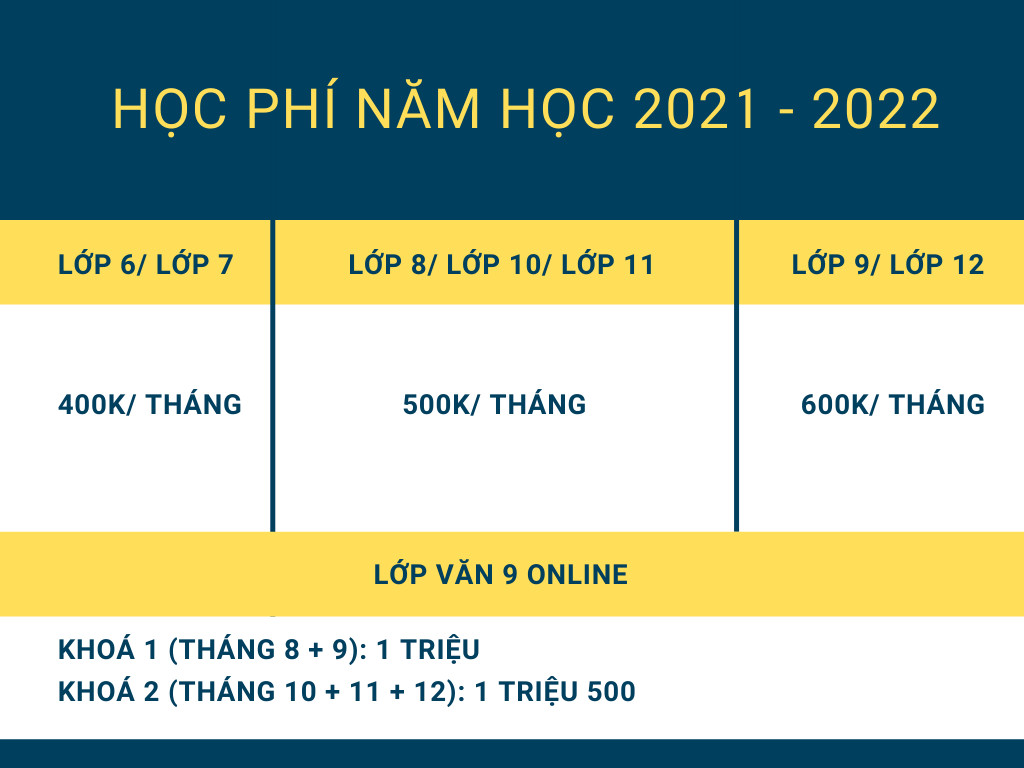 HỌC PHÍ NĂM HỌC 2021 - 2022
LỚP 6/ LỚP 7
LỚP 8/ LỚP 10/ LỚP 11
LỚP 9/ LỚP 12
400K/ THÁNG
500K/ THÁNG
600K/ THÁNG
LỚP VĂN 9 ONLINE
KHOÁ 1 (THÁNG 8 + 9): 1 TRIỆU
KHOÁ 2 (THÁNG 10 + 11 + 12): 1 TRIỆU 500